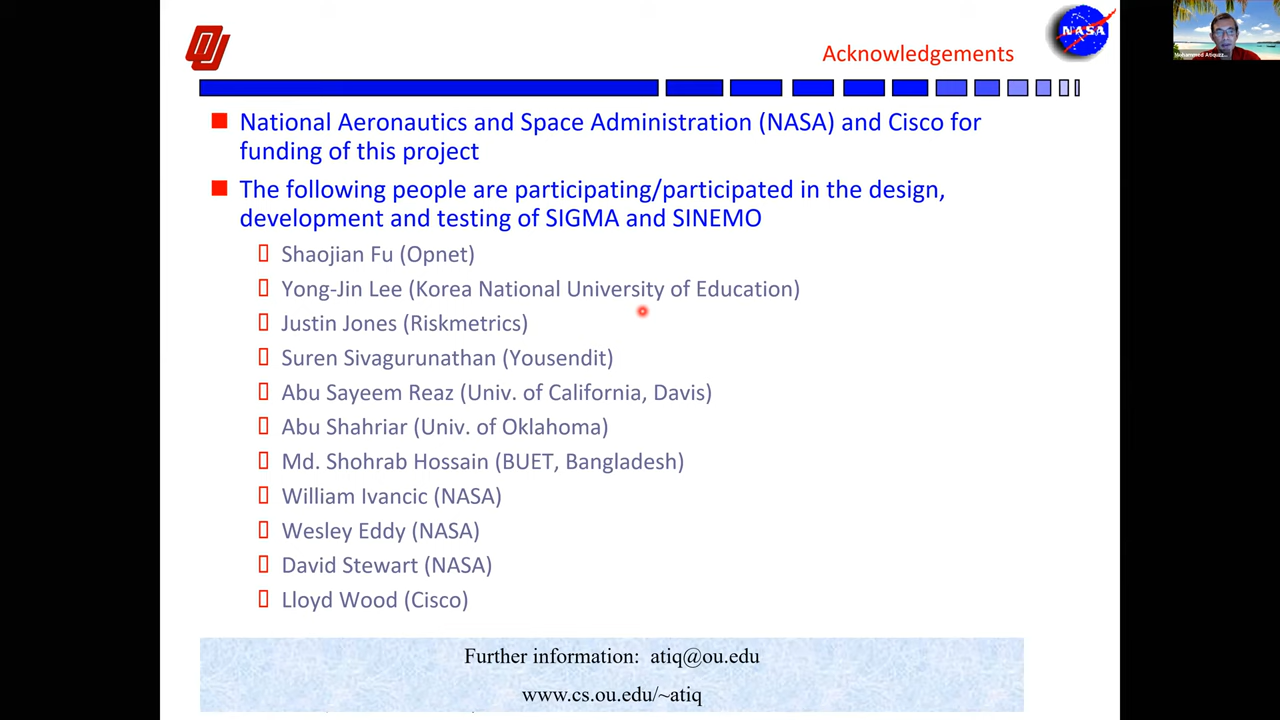 Acknowledgements
NASA
National Aeronautics and Space Administration (NASA) and Cisco for
funding of this project
The following people are participating/participated in the design,
development and testing of SIGMA and SINEMO
Shaojian Fu (Opnet)
Yong-Jin Lee (Korea National University of Education)
Justin Jones (Riskmetrics)
Suren Sivagurunathan (Yousendit)
Abu Sayeem Reaz (Univ. of California, Davis)
Abu Shahriar (Univ. of Oklahoma)
Md. Shohrab Hossain (BUET, Bangladesh)
William Ivancic (NASA)
Wesley Eddy (NASA)
David Stewart (NASA)
Lloyd Wood (Cisco)
Further information: atiq@ou.edu
www.cs.ou.edu/~atiq
Mohammed Atiquzz...